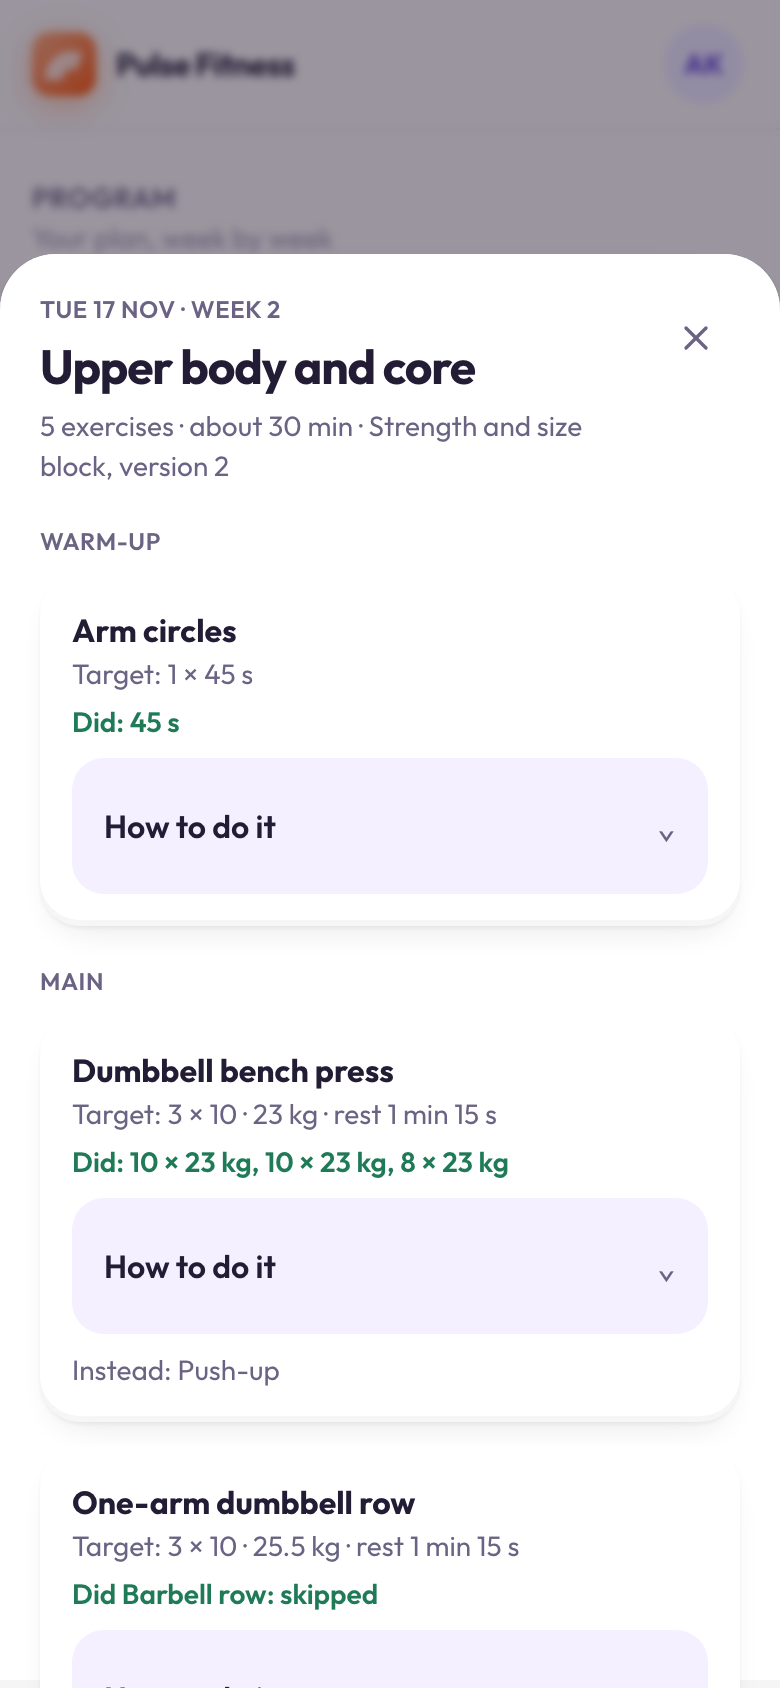 Pulse Fitness
AK
PROGRAM
Your plan, week by week
TUE 17 NOV · WEEK 2
Upper body and core
5 exercises · about 30 min · Strength and size
block, version 2
WARM-UP
Arm circles
Target: 1 × 45 s
Did: 45 s
How to do it
MAIN
Dumbbell bench press
Target: 3 × 10 · 23 kg · rest 1 min 15 s
Did: 10 × 23 kg, 10 × 23 kg, 8 × 23 kg
How to do it
Instead: Push-up
One-arm dumbbell row
Target: 3 × 10 · 25.5 kg · rest 1 min 15 s
Did Barbell row: skipped